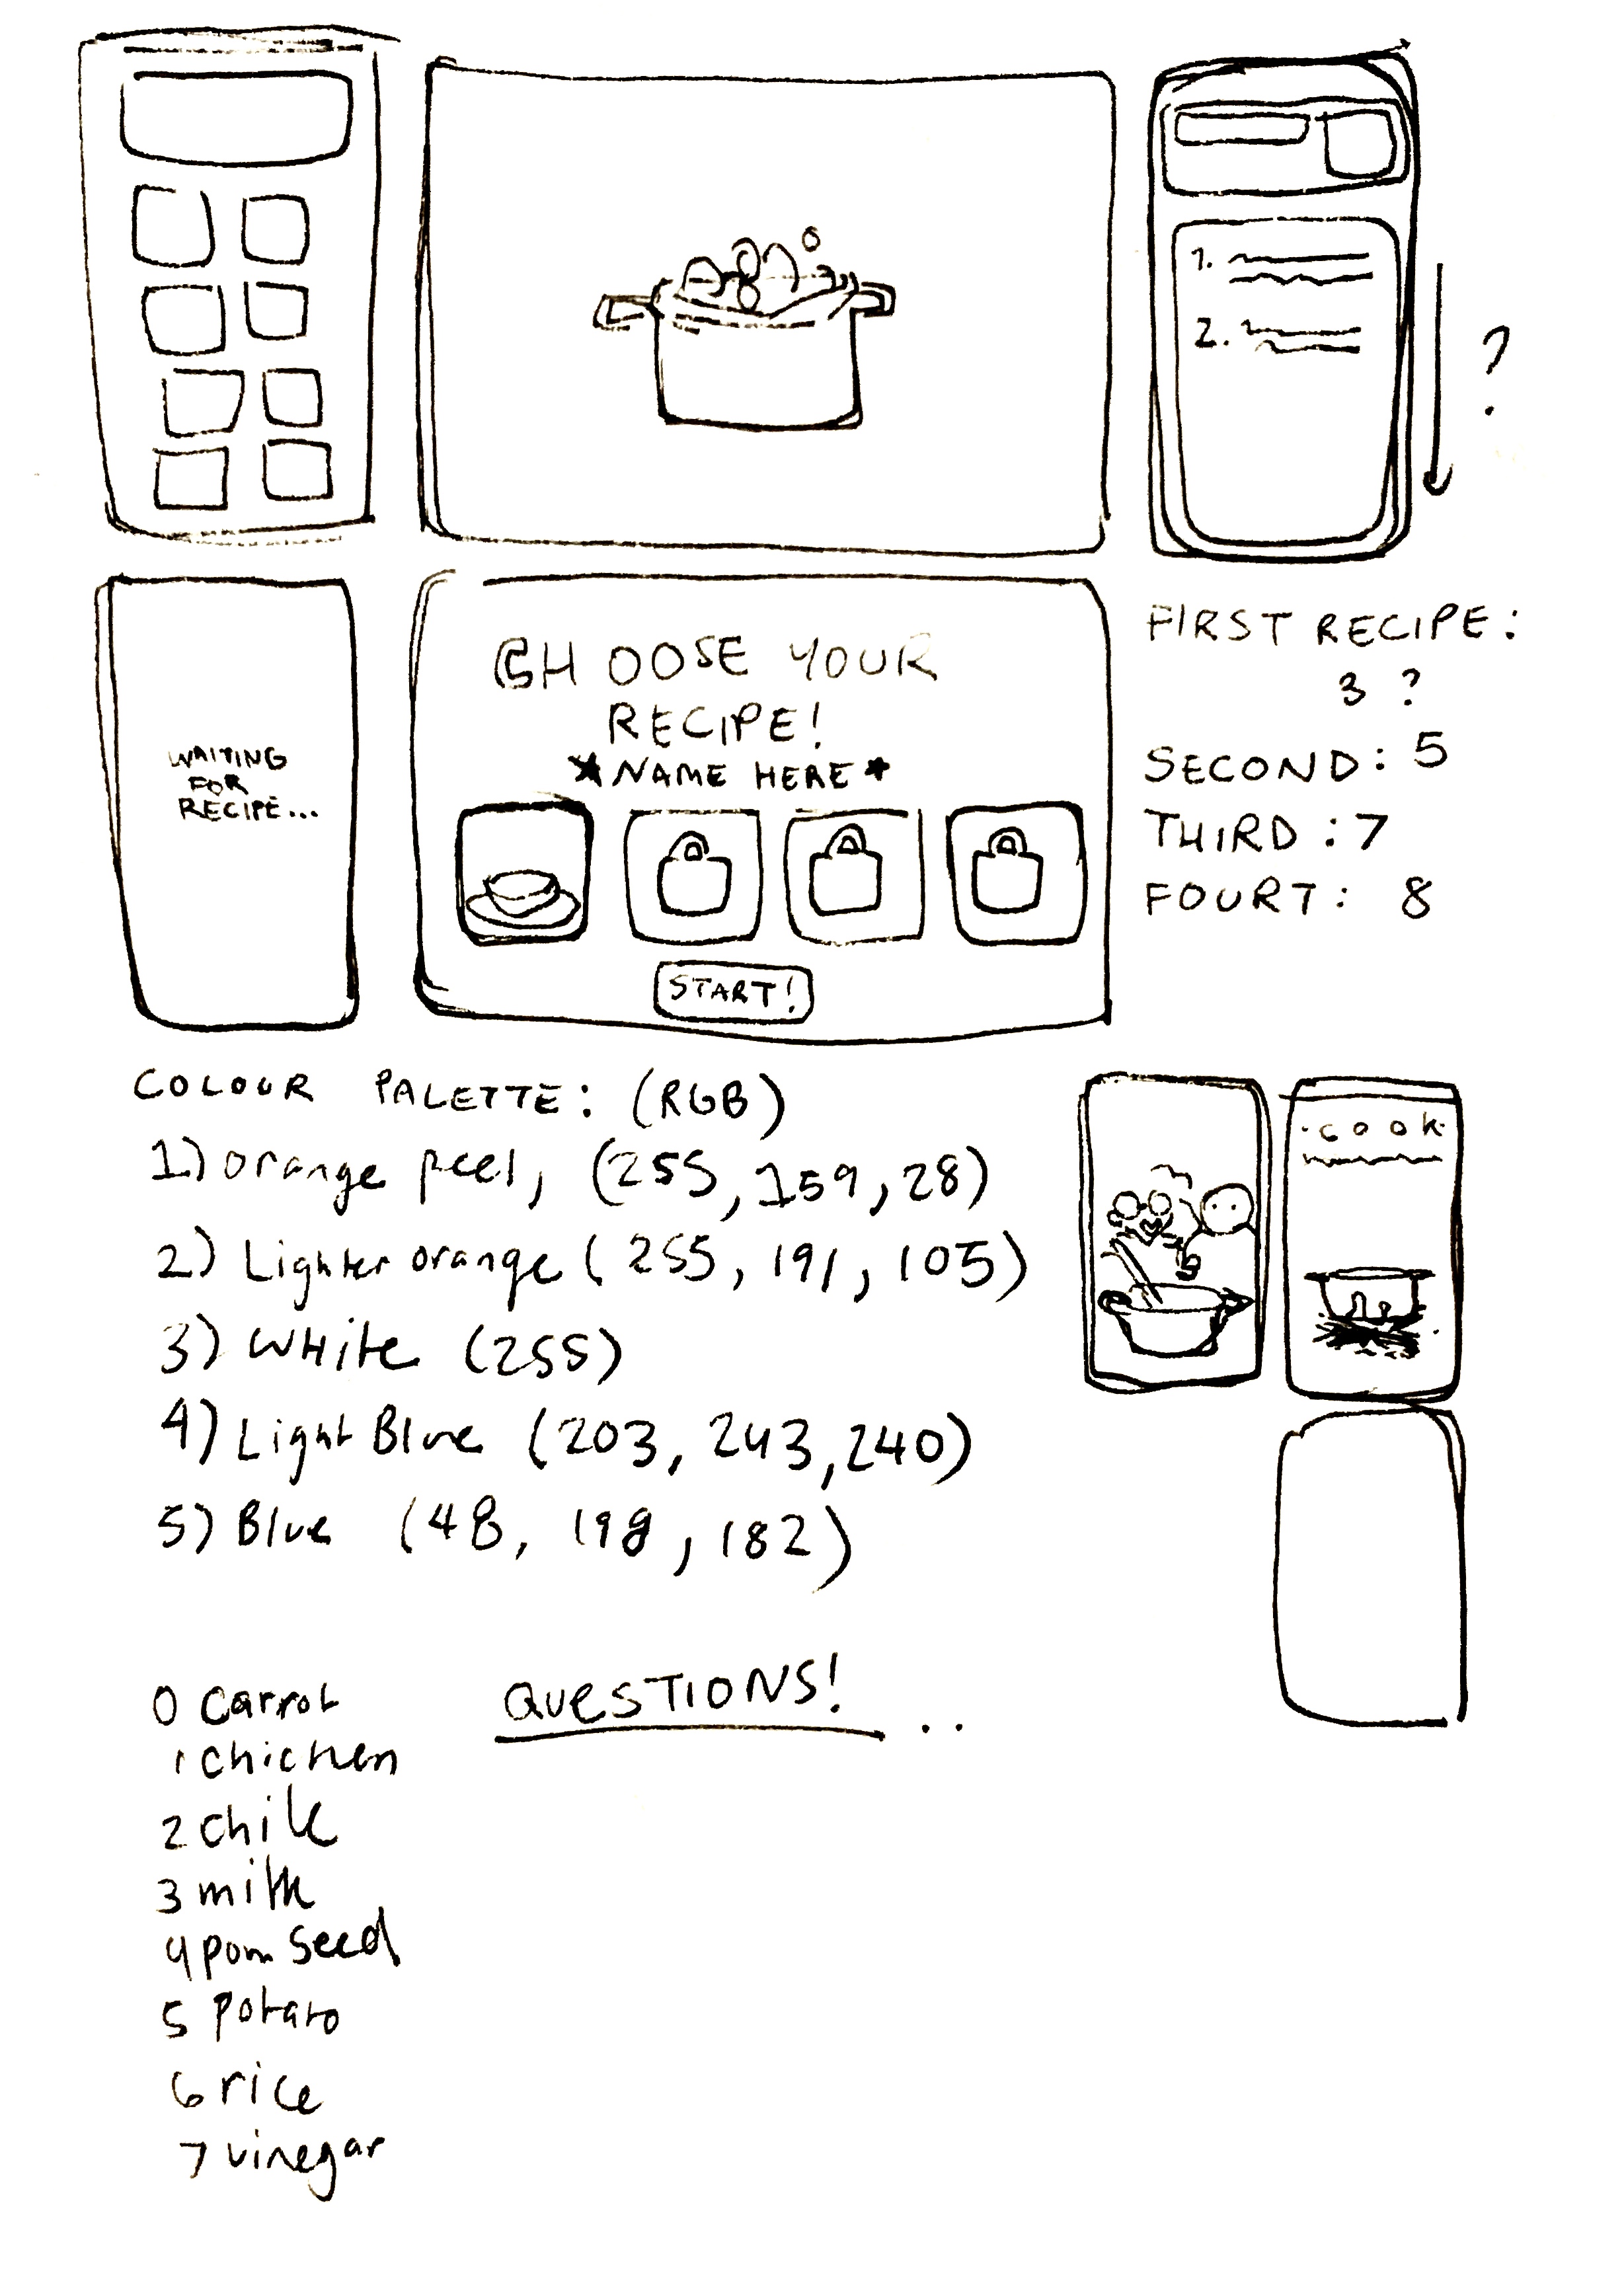 1.
2.
?
CHOOSE YOUR
RECIPE!
*NAME HERE*
START!
WAITING
FOR
RECIPE...
FIRST RECIPE:
3 ?
SECOND: 5
THIRD: 7
FOURT: 8
COLOUR PALETTE: (RGB)
1) orange peel, (255, 159, 28)
2) Lighter orange (255, 191, 105)
3) WHite (255)
4) Light Blue (203, 243, 240)
5) Blue (48, 198, 182)
·cook·
0 carrot
1 chicken
2 chile
3 milk
4 pom seed
5 potato
6 rice
7 vinegar
QUESTIONS! ..